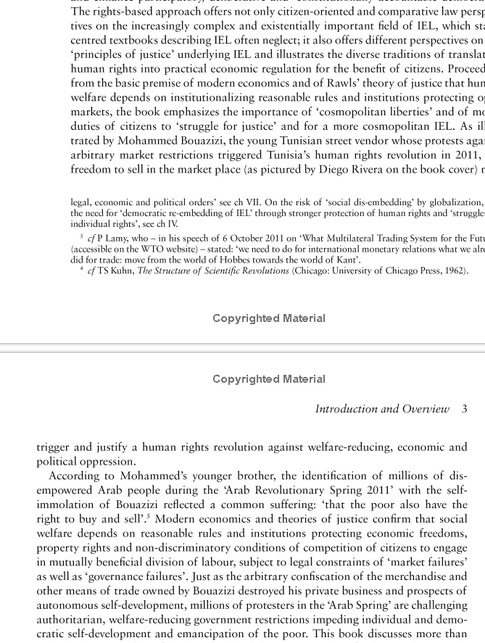 The rights-based approach offers not only citizen-oriented and comparative law persp
tives on the increasingly complex and existentially important field of IEL, which sta
centred textbooks describing IEL often neglect; it also offers different perspectives on
'principles of justice' underlying IEL and illustrates the diverse traditions of translat
human rights into practical economic regulation for the benefit of citizens. Proceed
from the basic premise of modern economics and of Rawls' theory of justice that hum
welfare depends on institutionalizing reasonable rules and institutions protecting op
markets, the book emphasizes the importance of 'cosmopolitan liberties' and of mo
duties of citizens to 'struggle for justice' and for a more cosmopolitan IEL. As ill
trated by Mohammed Bouazizi, the young Tunisian street vendor whose protests aga
arbitrary market restrictions triggered Tunisia's human rights revolution in 2011,
freedom to sell in the market place (as pictured by Diego Rivera on the book cover) m
legal, economic and political orders' see ch VII. On the risk of 'social dis-embedding' by globalization,
the need for 'democratic re-embedding of IEL' through stronger protection of human rights and 'struggle
individual rights', see ch IV.
3 cf P Lamy, who – in his speech of 6 October 2011 on 'What Multilateral Trading System for the Futu
(accessible on the WTO website) – stated: 'we need to do for international monetary relations what we alre
did for trade: move from the world of Hobbes towards the world of Kant'.
4 cf TS Kuhn, The Structure of Scientific Revolutions (Chicago: University of Chicago Press, 1962).
Copyrighted Material
Copyrighted Material
Introduction and Overview 3
trigger and justify a human rights revolution against welfare-reducing, economic and
political oppression.
According to Mohammed's younger brother, the identification of millions of dis-
empowered Arab people during the 'Arab Revolutionary Spring 2011' with the self-
immolation of Bouazizi reflected a common suffering: 'that the poor also have the
right to buy and sell'.5 Modern economics and theories of justice confirm that social
welfare depends on reasonable rules and institutions protecting economic freedoms,
property rights and non-discriminatory conditions of competition of citizens to engage
in mutually beneficial division of labour, subject to legal constraints of 'market failures'
as well as 'governance failures'. Just as the arbitrary confiscation of the merchandise and
other means of trade owned by Bouazizi destroyed his private business and prospects of
autonomous self-development, millions of protesters in the 'Arab Spring' are challenging
authoritarian, welfare-reducing government restrictions impeding individual and demo-
cratic self-development and emancipation of the poor. This book discusses more than